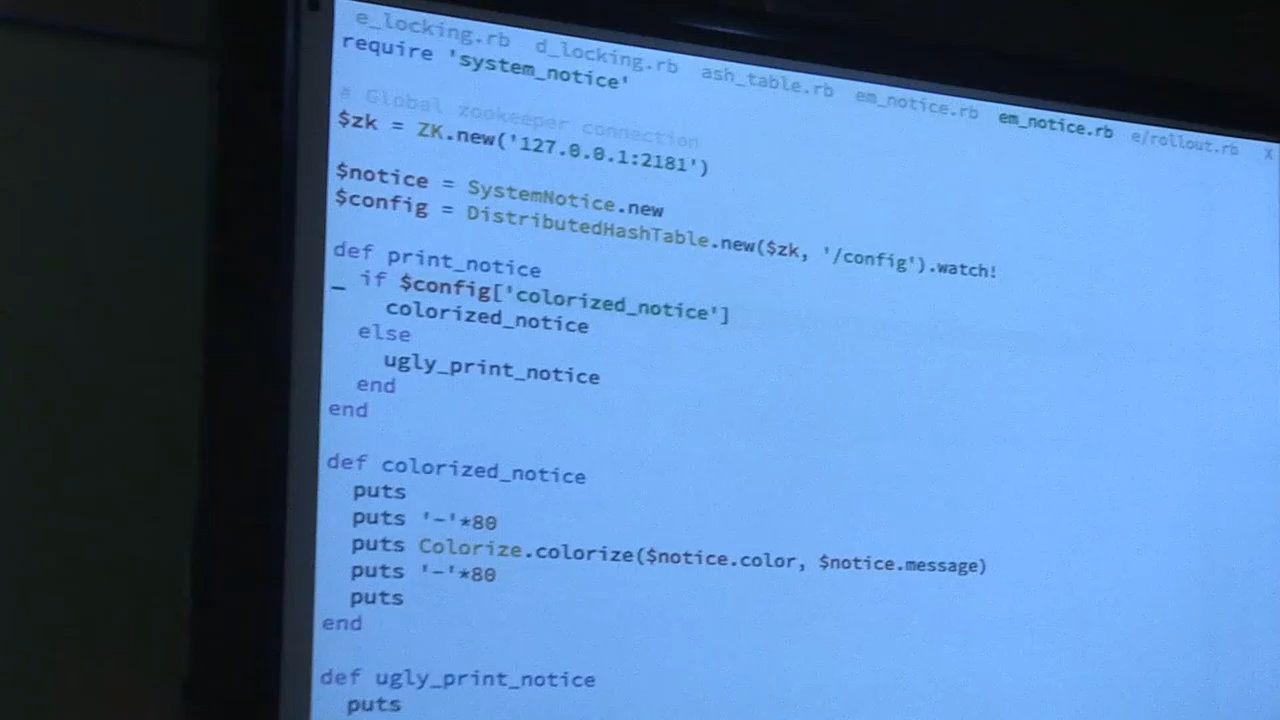 e_locking.rb d_locking.rb ash_table.rb em_notice.rb em_notice.rb e/rollout.rb X
require 'system_notice'
# Global zookeeper connection
$zk = ZK.new('127.0.0.1:2181')
$notice = SystemNotice.new
$config = DistributedHashTable.new($zk, '/config').watch!
def print_notice
_ if $config['colorized_notice']
colorized_notice
else
ugly_print_notice
end
end
def colorized_notice
puts
puts '-'*80
puts Colorize.colorize($notice.color, $notice.message)
puts '-'*80
puts
end
def ugly_print_notice
puts